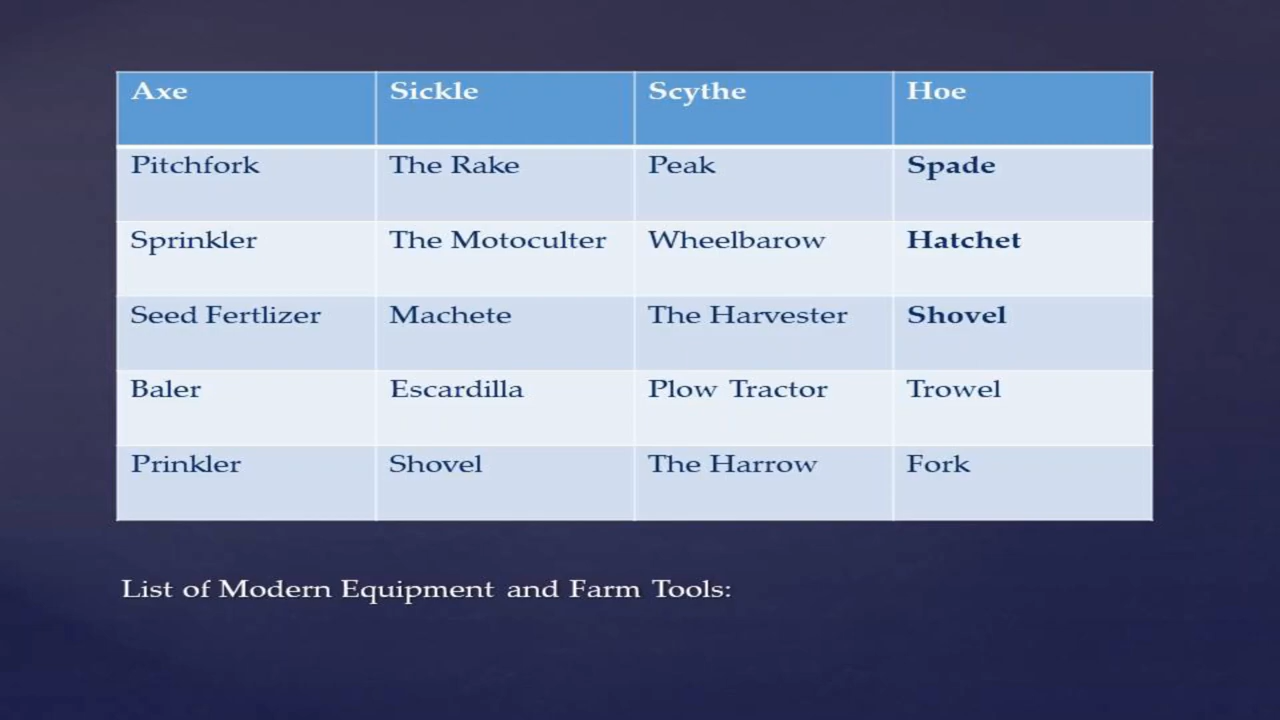 Axe Sickle Scythe Hoe
Pitchfork The Rake Peak Spade
Sprinkler The Motoculter Wheelbarow Hatchet
Seed Fertlizer Machete The Harvester Shovel
Baler Escardilla Plow Tractor Trowel
Prinkler Shovel The Harrow Fork
List of Modern Equipment and Farm Tools: